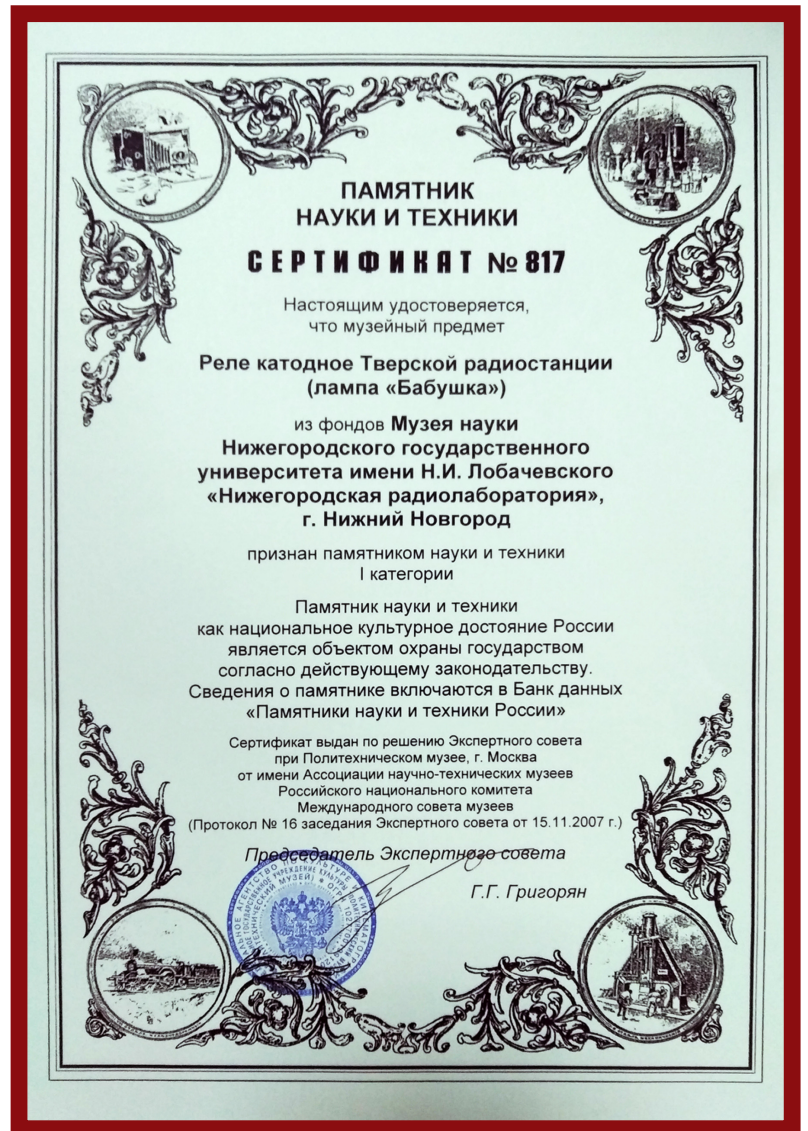 ПАМЯТНИК
НАУКИ И ТЕХНИКИ
СЕРТИФИКАТ № 817
Настоящим удостоверяется,
что музейный предмет
Реле катодное Тверской радиостанции
(лампа «Бабушка»)
из фондов Музея науки
Нижегородского государственного
университета имени Н.И. Лобачевского
«Нижегородская радиолаборатория»,
г. Нижний Новгород
признан памятником науки и техники
I категории
Памятник науки и техники
как национальное культурное достояние России
является объектом охраны государством
согласно действующему законодательству.
Сведения о памятнике включаются в Банк данных
«Памятники науки и техники России»
Сертификат выдан по решению Экспертного совета
при Политехническом музее, г. Москва
от имени Ассоциации научно-технических музеев
Российского национального комитета
Международного совета музеев
(Протокол № 16 заседания Экспертного совета от 15.11.2007 г.)
Председатель Экспертного совета
Г.Г. Григорян